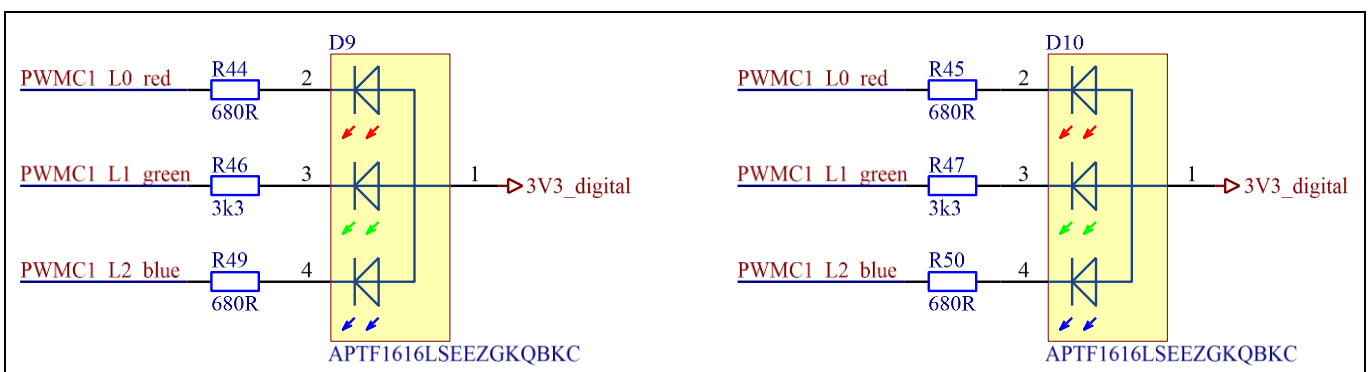 D9
PWMC1_L0_red R44 2
680R
PWMC1_L1_green R46 3 1 3V3_digital
3k3
PWMC1_L2_blue R49 4
680R
APTF1616LSEEZGKQBKC
D10
PWMC1_L0_red R45 2
680R
PWMC1_L1_green R47 3 1 3V3_digital
3k3
PWMC1_L2_blue R50 4
680R
APTF1616LSEEZGKQBKC